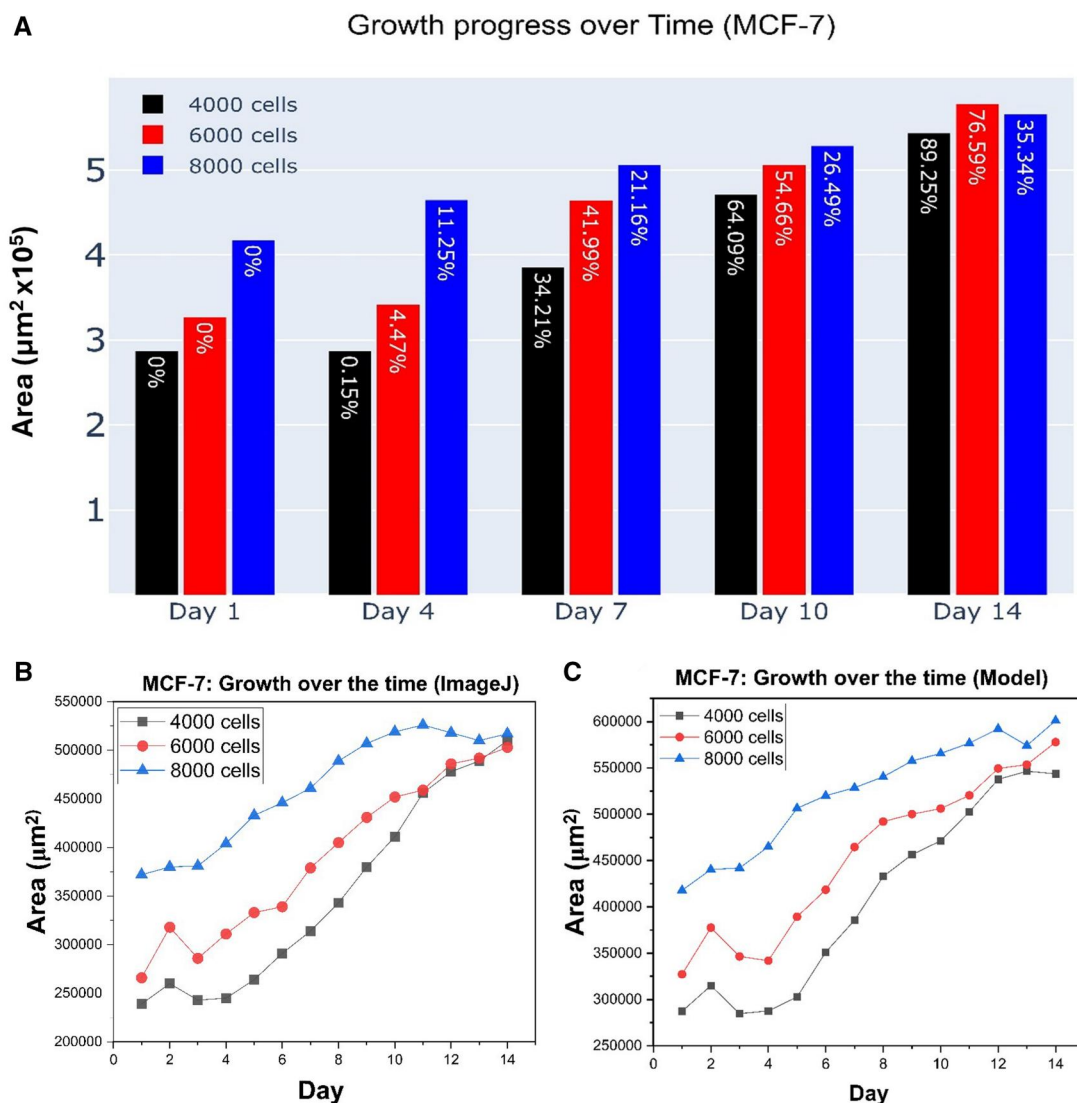 A
Growth progress over Time (MCF-7)
4000 cells
6000 cells
8000 cells
Area (µm² x10⁵)
5
4
3
2
1
0%
0%
0%
0.15%
4.47%
11.25%
34.21%
41.99%
21.16%
64.09%
54.66%
26.49%
89.25%
76.59%
35.34%
Day 1 Day 4 Day 7 Day 10 Day 14
B
MCF-7: Growth over the time (ImageJ)
4000 cells
6000 cells
8000 cells
Area (µm²)
550000
500000
450000
400000
350000
300000
250000
200000
0 2 4 6 8 10 12 14
Day
C
MCF-7: Growth over the time (Model)
4000 cells
6000 cells
8000 cells
Area (µm²)
600000
550000
500000
450000
400000
350000
300000
250000
0 2 4 6 8 10 12 14
Day